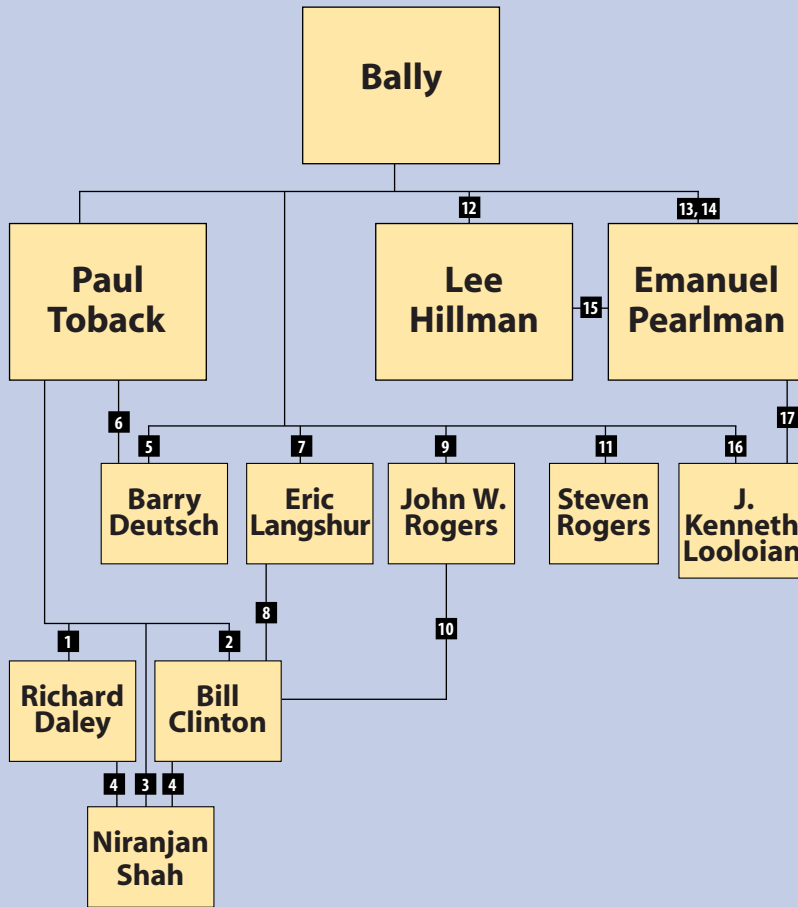 Bally
12
13, 14
Paul
Toback
Lee
Hillman
15
Emanuel
Pearlman
6
17
5
7
9
11
16
Barry
Deutsch
Eric
Langshur
John W.
Rogers
Steven
Rogers
J.
Kenneth
Looloian
8
10
1
2
Richard
Daley
Bill
Clinton
4
3
4
Niranjan
Shah